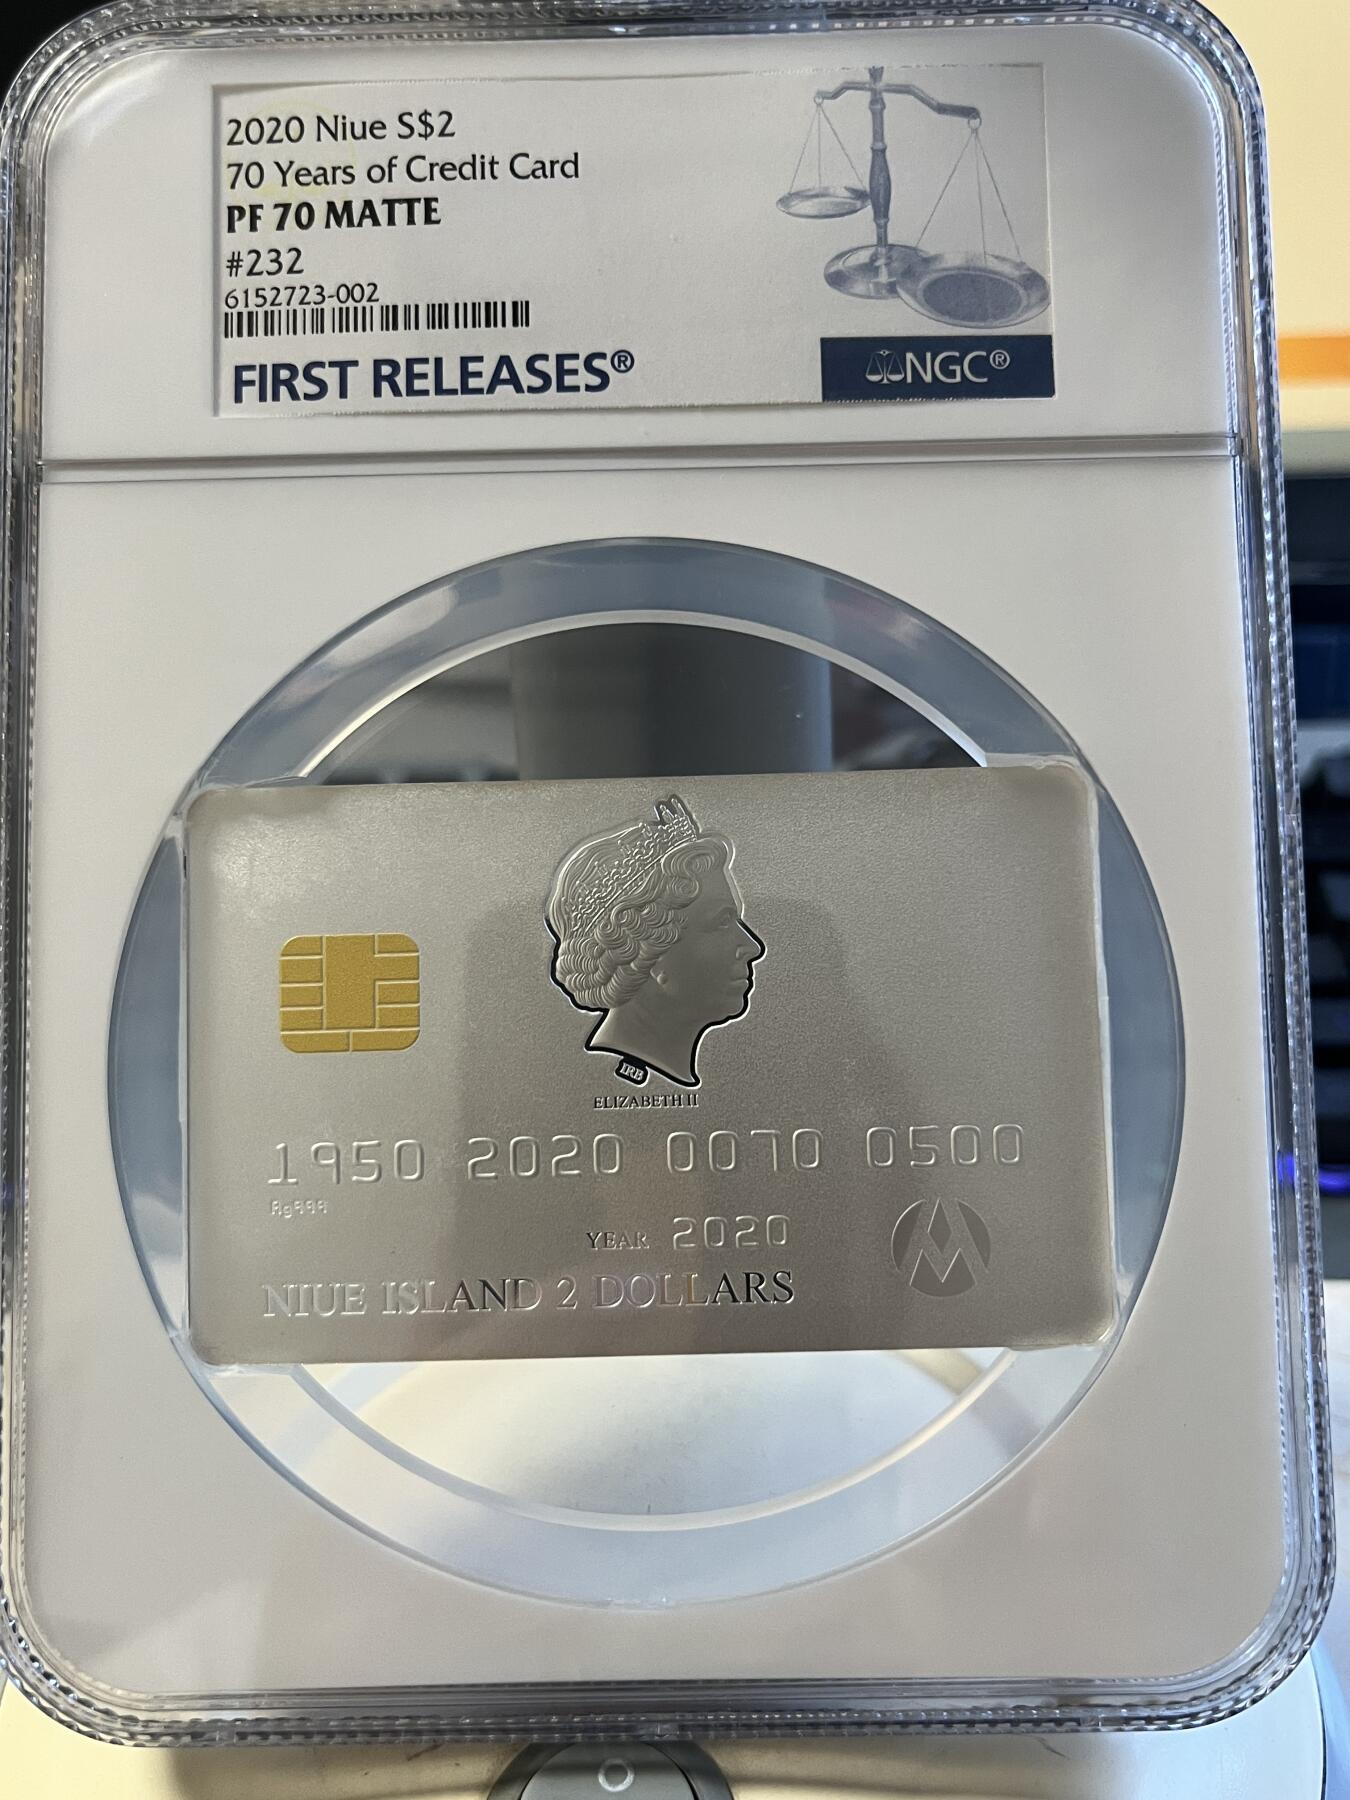 2020 Niue S$2
70 Years of Credit Card
PF 70 MATTE
#232
6152723-002
FIRST RELEASES®
NGC®
IRB
ELIZABETH II
1950 2020 0070 0500
Ag999
YEAR 2020
NIUE ISLAND 2 DOLLARS